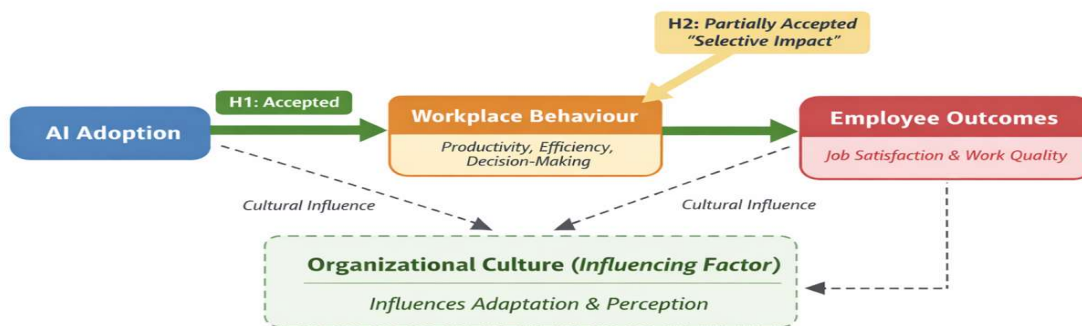 H2: Partially Accepted
“Selective Impact”
H1: Accepted
AI Adoption
Workplace Behaviour
Productivity, Efficiency,
Decision-Making
Employee Outcomes
Job Satisfaction & Work Quality
Cultural Influence
Cultural Influence
Organizational Culture (Influencing Factor)
Influences Adaptation & Perception